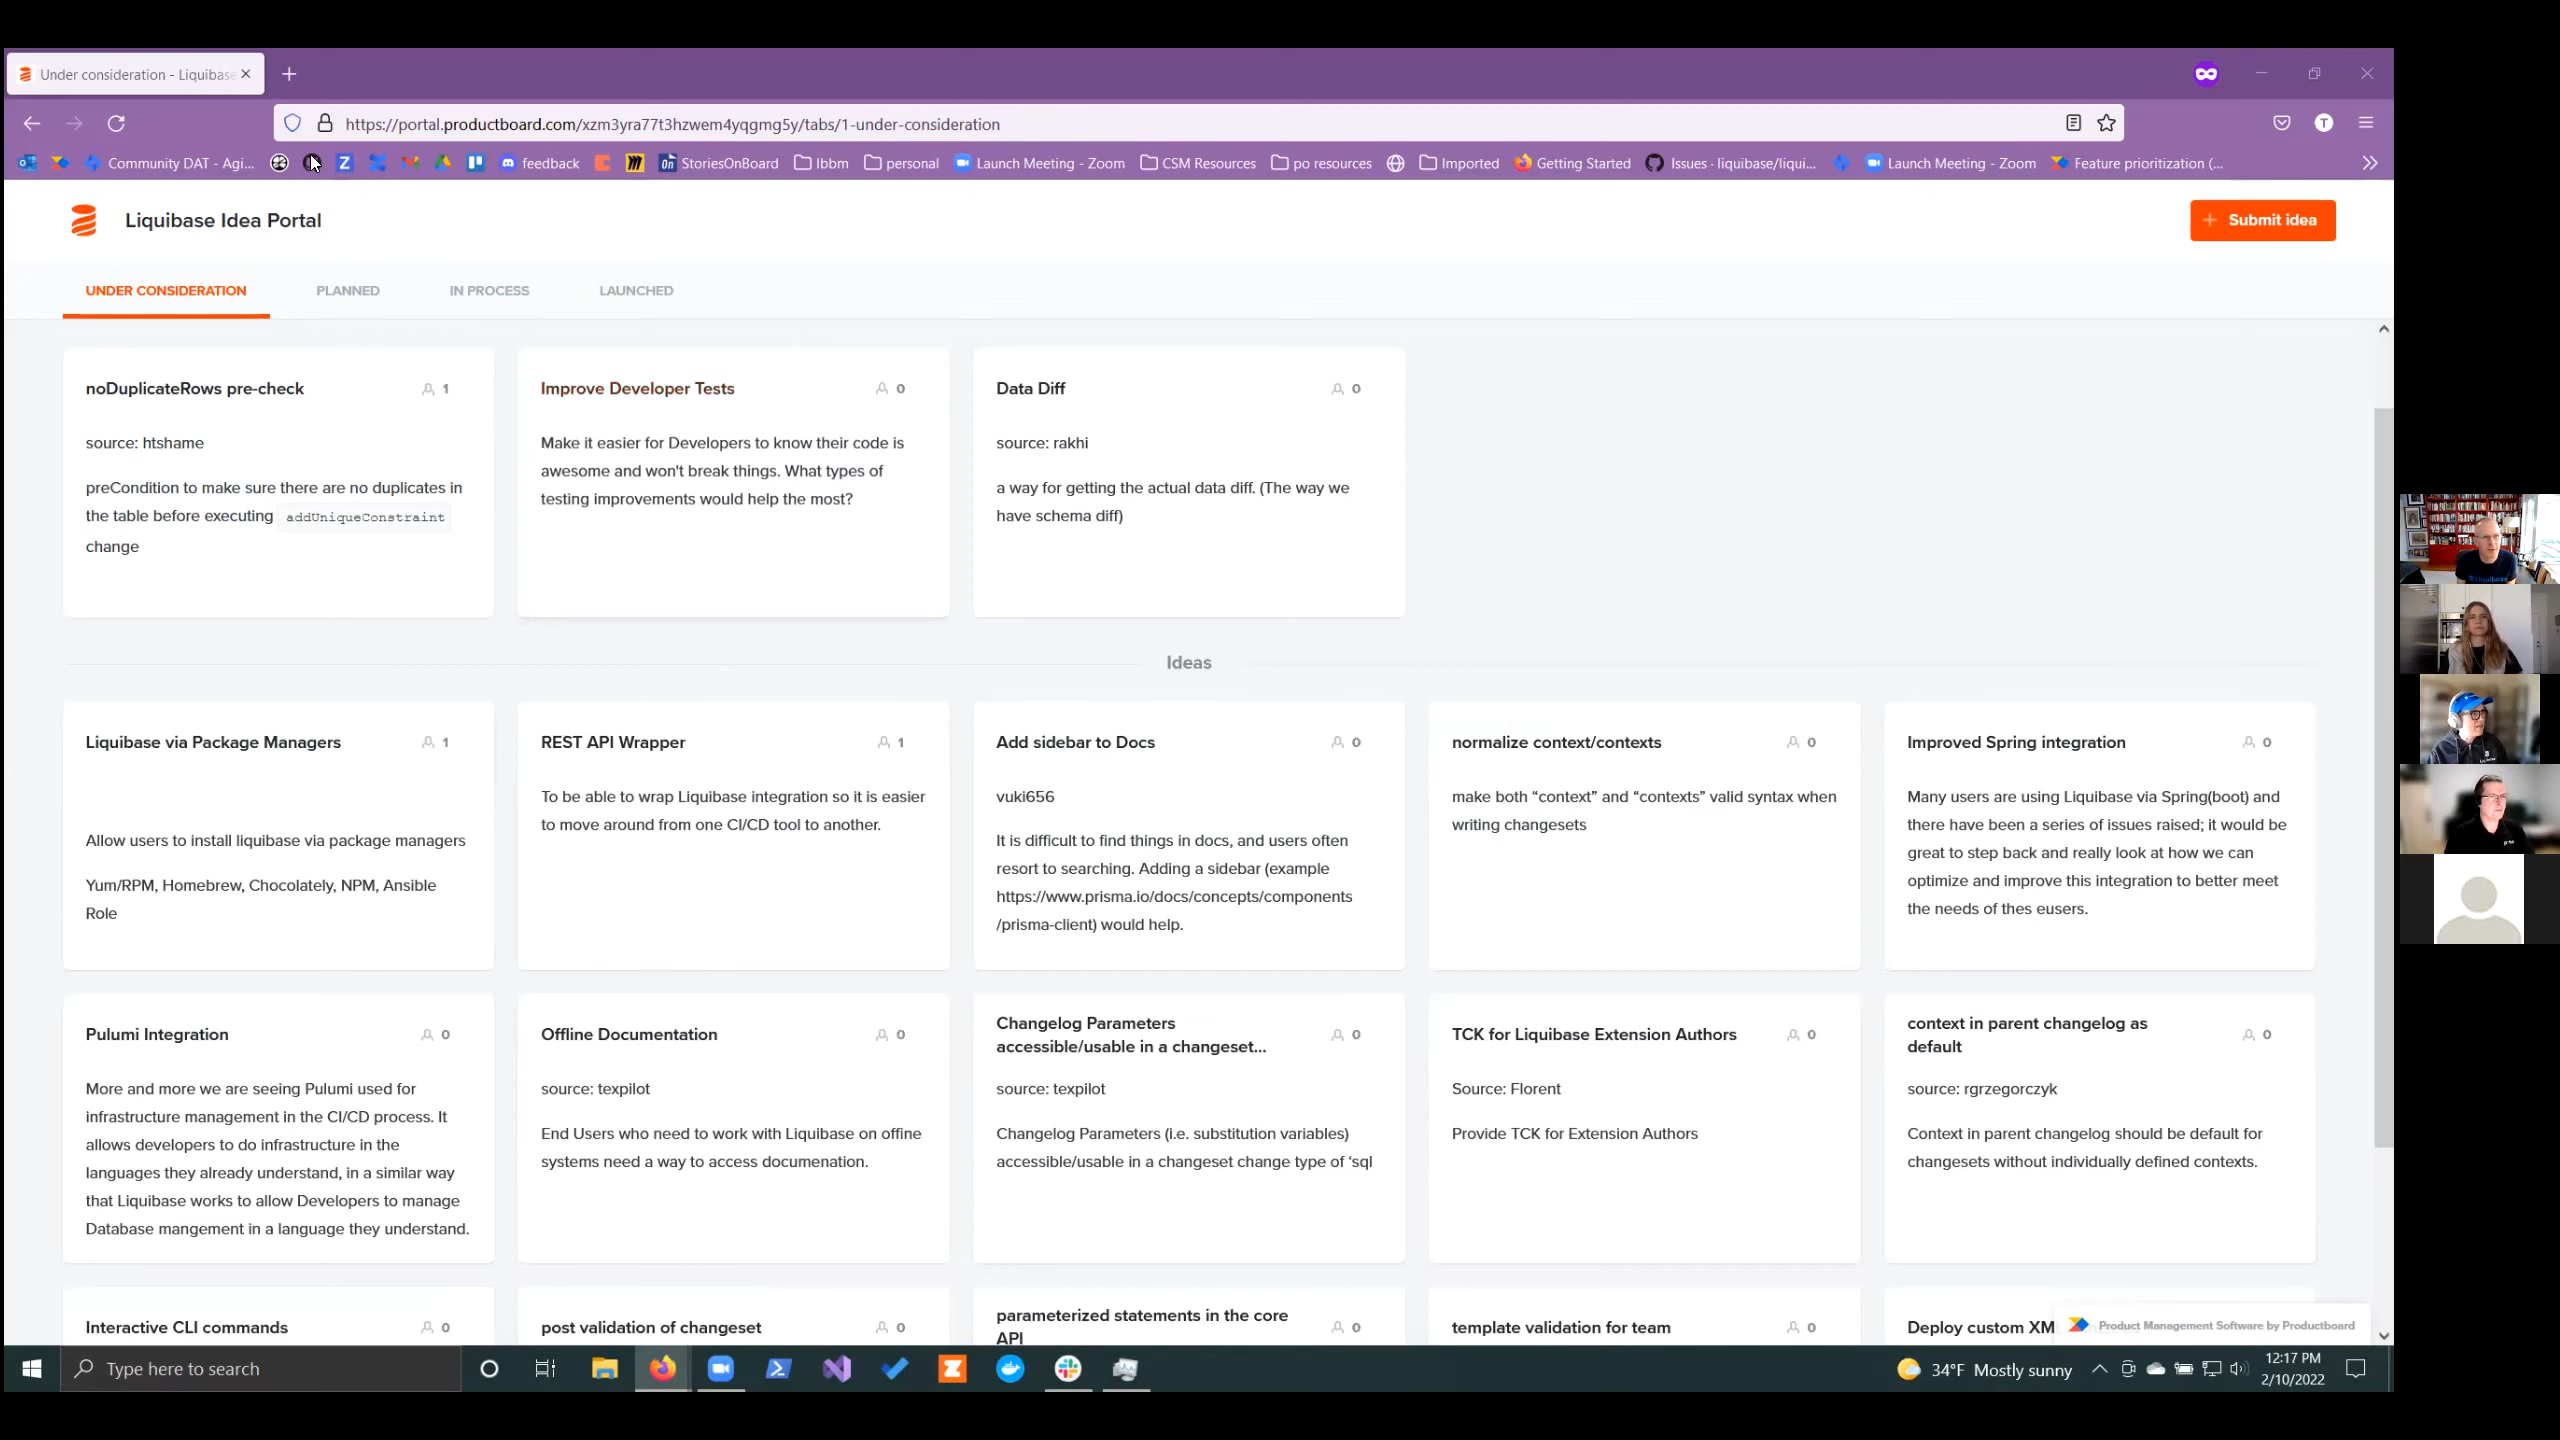 Under consideration - Liquibase
https://portal.productboard.com/xzm3yra77t3hzwem4yqgmg5y/tabs/1-under-consideration
T
Community DAT - Agi...
feedback
StoriesOnBoard
lbbm
personal
Launch Meeting - Zoom
CSM Resources
po resources
Imported
Getting Started
Issues · liquibase/liqui...
Launch Meeting - Zoom
Feature prioritization (...
Liquibase Idea Portal
+ Submit idea
UNDER CONSIDERATION
PLANNED
IN PROCESS
LAUNCHED
noDuplicateRows pre-check
1
source: htshame
preCondition to make sure there are no duplicates in
the table before executing addUniqueConstraint
change
Improve Developer Tests
0
Make it easier for Developers to know their code is
awesome and won't break things. What types of
testing improvements would help the most?
Data Diff
0
source: rakhi
a way for getting the actual data diff. (The way we
have schema diff)
Ideas
Liquibase via Package Managers
1
Allow users to install liquibase via package managers
Yum/RPM, Homebrew, Chocolately, NPM, Ansible
Role
REST API Wrapper
1
To be able to wrap Liquibase integration so it is easier
to move around from one CI/CD tool to another.
Add sidebar to Docs
0
vuki656
It is difficult to find things in docs, and users often
resort to searching. Adding a sidebar (example
https://www.prisma.io/docs/concepts/components
/prisma-client) would help.
normalize context/contexts
0
make both “context” and “contexts” valid syntax when
writing changesets
Improved Spring integration
0
Many users are using Liquibase via Spring(boot) and
there have been a series of issues raised; it would be
great to step back and really look at how we can
optimize and improve this integration to better meet
the needs of thes eusers.
Pulumi Integration
0
More and more we are seeing Pulumi used for
infrastructure management in the CI/CD process. It
allows developers to do infrastructure in the
languages they already understand, in a similar way
that Liquibase works to allow Developers to manage
Database mangement in a language they understand.
Offline Documentation
0
source: texpilot
End Users who need to work with Liquibase on offine
systems need a way to access documenation.
Changelog Parameters
accessible/usable in a changeset...
0
source: texpilot
Changelog Parameters (i.e. substitution variables)
accessible/usable in a changeset change type of ‘sql
TCK for Liquibase Extension Authors
0
Source: Florent
Provide TCK for Extension Authors
context in parent changelog as
default
0
source: rgrzegorczyk
Context in parent changelog should be default for
changesets without individually defined contexts.
Interactive CLI commands
0
post validation of changeset
0
parameterized statements in the core
API
0
template validation for team
0
Deploy custom XM
Product Management Software by Productboard
Type here to search
34°F Mostly sunny
12:17 PM
2/10/2022